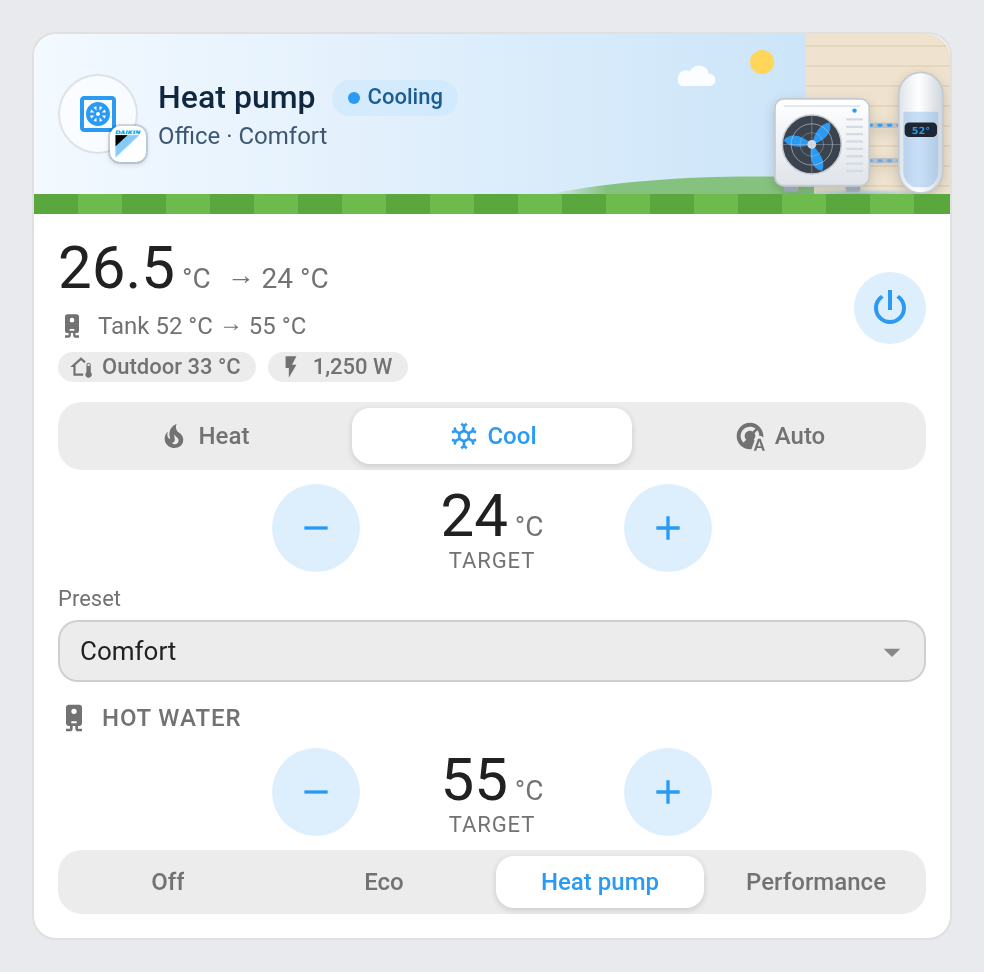 Heat pump
Cooling
Office · Comfort
DAIKIN
52°
26.5 °C → 24 °C
Tank 52 °C → 55 °C
Outdoor 33 °C
1,250 W
Heat
Cool
Auto
24 °C
TARGET
Preset
Comfort
HOT WATER
55 °C
TARGET
Off
Eco
Heat pump
Performance